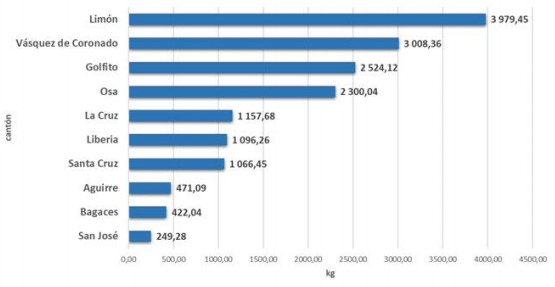 Limón 3 979,45
Vásquez de Coronado 3 008,36
Golfito 2 524,12
Osa 2 300,04
La Cruz 1 157,68
Liberia 1 096,26
Santa Cruz 1 066,45
Aguirre 471,09
Bagaces 422,04
San José 249,28
cantón
0,00 500,00 1000,00 1500,00 2000,00 2500,00 3000,00 3500,00 4000,00 4500,00
kg